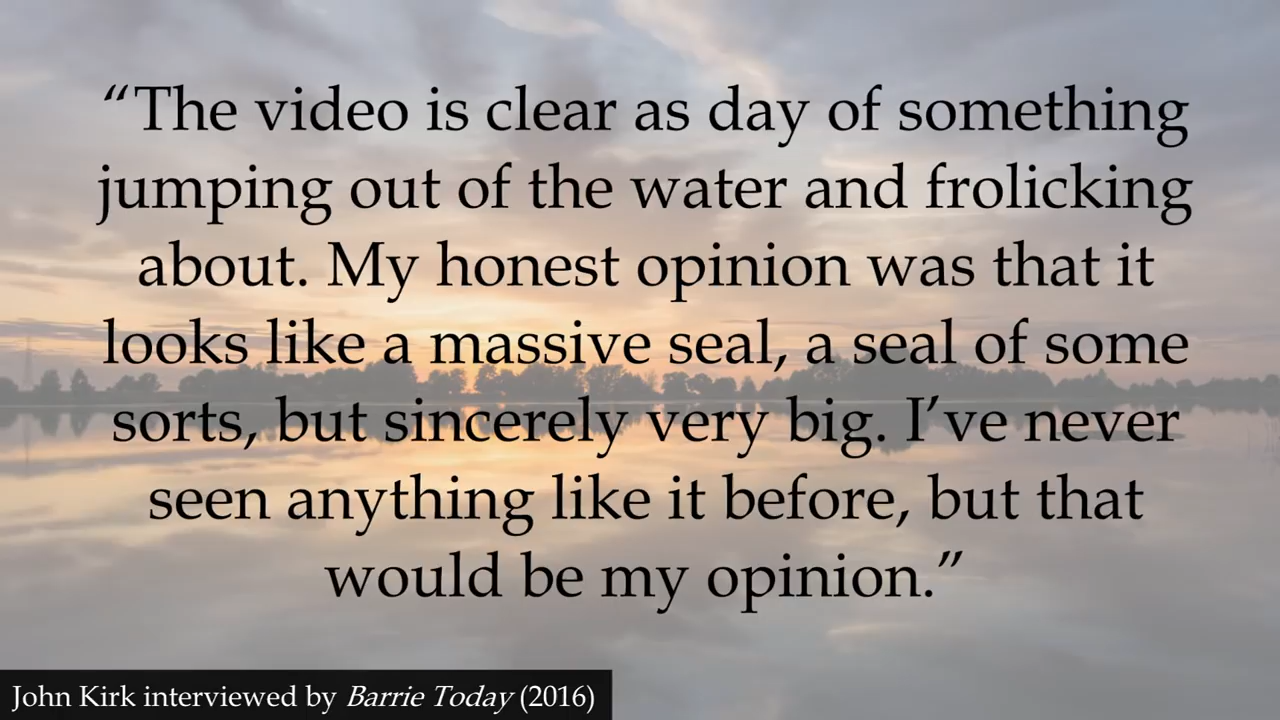 “The video is clear as day of something
jumping out of the water and frolicking
about. My honest opinion was that it
looks like a massive seal, a seal of some
sorts, but sincerely very big. I’ve never
seen anything like it before, but that
would be my opinion.”
John Kirk interviewed by Barrie Today (2016)